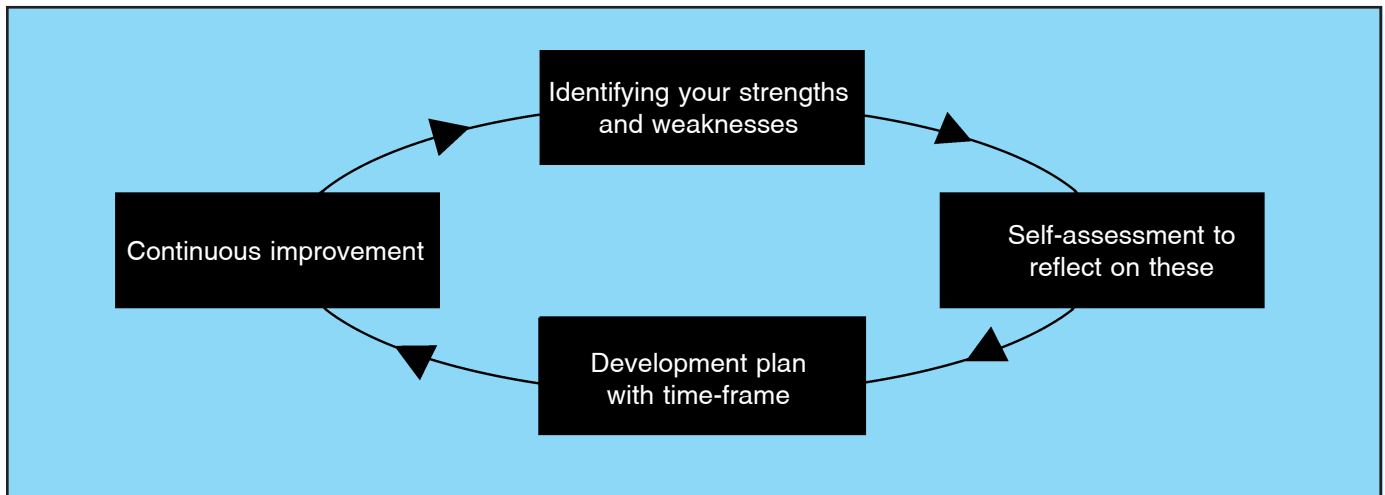 Identifying your strengths
and weaknesses
Self-assessment to
reflect on these
Development plan
with time-frame
Continuous improvement